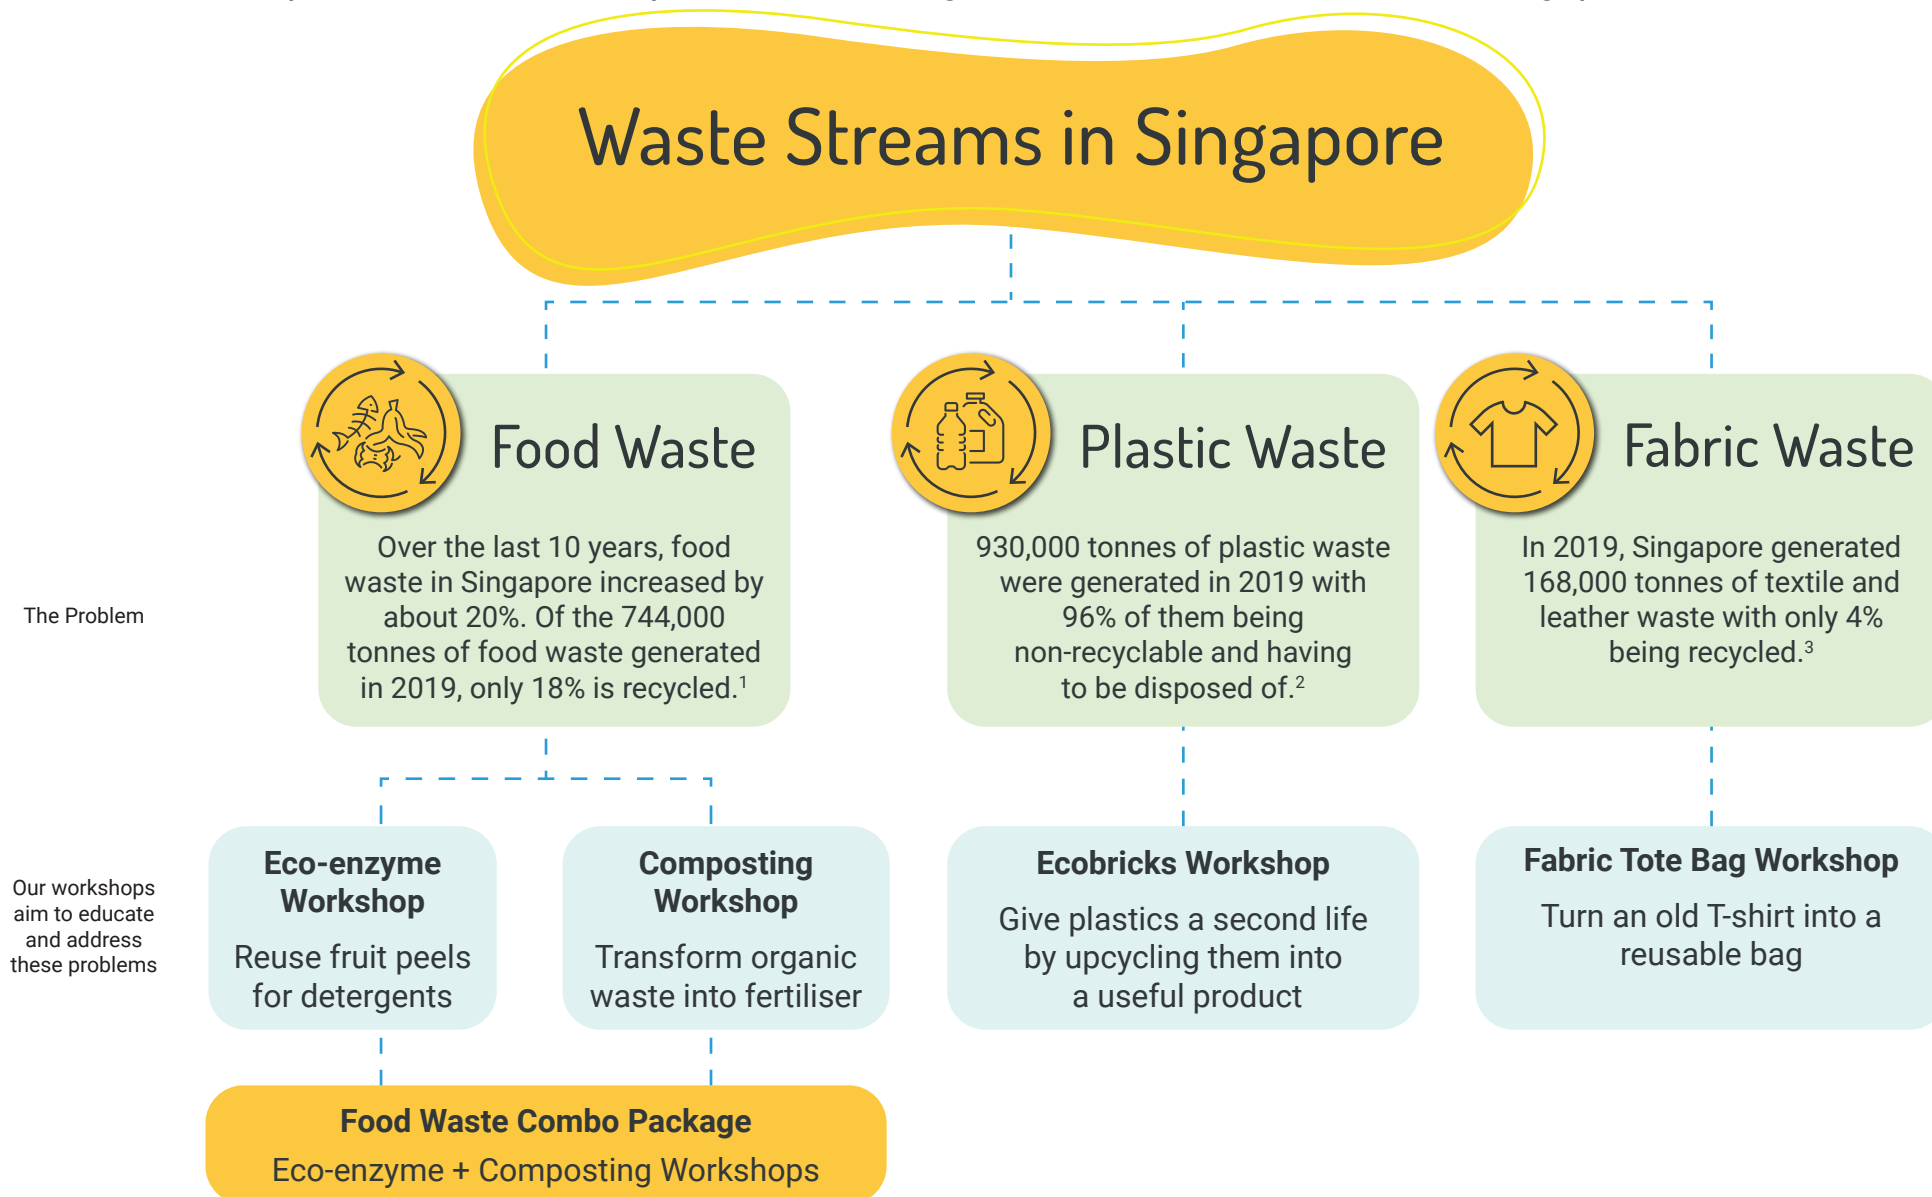 Waste Streams in Singapore
Food Waste
Over the last 10 years, food
waste in Singapore increased by
about 20%. Of the 744,000
tonnes of food waste generated
in 2019, only 18% is recycled.1
Plastic Waste
930,000 tonnes of plastic waste
were generated in 2019 with
96% of them being
non-recyclable and having
to be disposed of.2
Fabric Waste
In 2019, Singapore generated
168,000 tonnes of textile and
leather waste with only 4%
being recycled.3
The Problem
Our workshops
aim to educate
and address
these problems
Eco-enzyme
Workshop
Reuse fruit peels
for detergents
Composting
Workshop
Transform organic
waste into fertiliser
Ecobricks Workshop
Give plastics a second life
by upcycling them into
a useful product
Fabric Tote Bag Workshop
Turn an old T-shirt into a
reusable bag
Food Waste Combo Package
Eco-enzyme + Composting Workshops